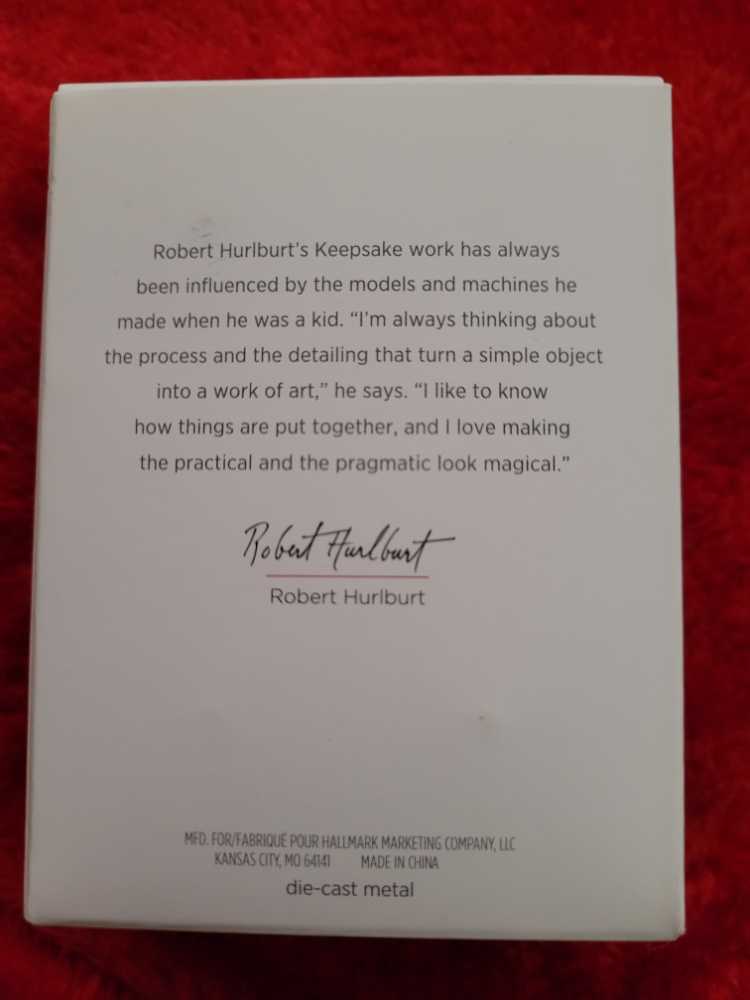 Robert Hurlburt's Keepsake work has always
been influenced by the models and machines he
made when he was a kid. “I'm always thinking about
the process and the detailing that turn a simple object
into a work of art,” he says. “I like to know
how things are put together, and I love making
the practical and the pragmatic look magical.”
Robert Hurlburt
Robert Hurlburt
MFD. FOR/FABRIQUÉ POUR HALLMARK MARKETING COMPANY, LLC
KANSAS CITY, MO 64141 MADE IN CHINA
die-cast metal